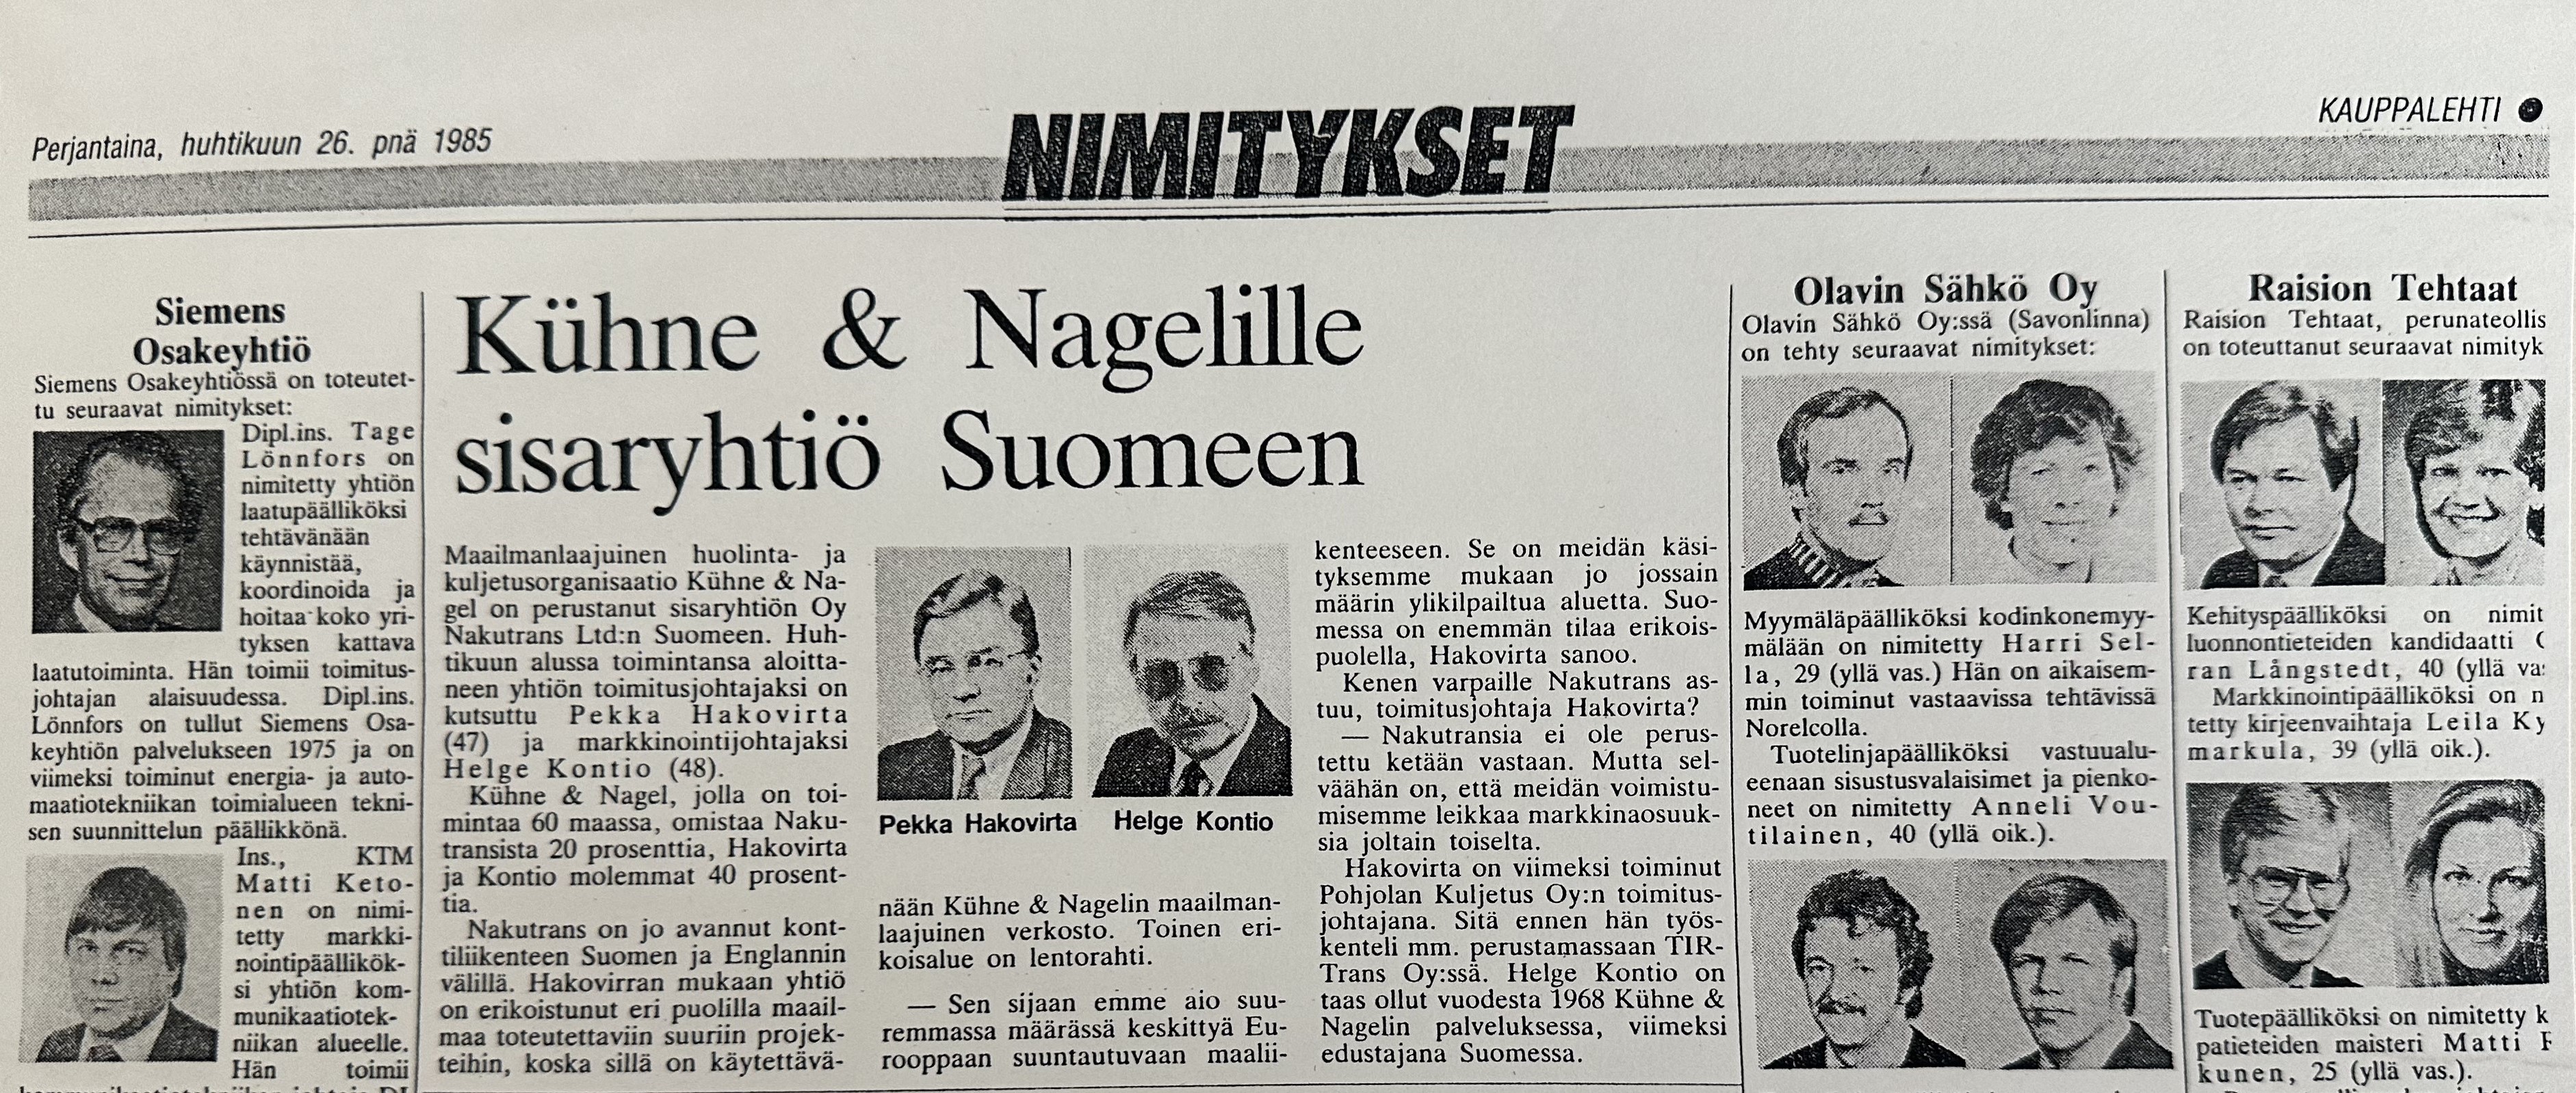 Perjantaina, huhtikuun 26. pnä 1985
NIMITYKSET
KAUPPALEHTI
Siemens
Osakeyhtiö
Siemens Osakeyhtiössä on toteutet-
tu seuraavat nimitykset:
Dipl.ins. Tage
Lönnfors on
nimitetty yhtiön
laatupäälliköksi
tehtävänään
käynnistää,
koordinoida ja
hoitaa koko yri-
tyksen kattava
laatutoiminta. Hän toimii toimitus-
johtajan alaisuudessa. Dipl.ins.
Lönnfors on tullut Siemens Osa-
keyhtiön palvelukseen 1975 ja on
viimeksi toiminut energia- ja auto-
maatiotekniikan toimialueen tekni-
sen suunnittelun päällikkönä.
Ins., KTM
Matti Keto-
nen on nimi-
tetty markki-
nointipäällikök-
si yhtiön kom-
munikaatiotek-
niikan alueelle.
Hän toimii
Kühne & Nagelille
sisaryhtiö Suomeen
Maailmanlaajuinen huolinta- ja
kuljetusorganisaatio Kühne & Na-
gel on perustanut sisaryhtiön Oy
Nakutrans Ltd:n Suomeen. Huh-
tikuun alussa toimintansa aloitta-
neen yhtiön toimitusjohtajaksi on
kutsuttu Pekka Hakovirta
(47) ja markkinointijohtajaksi
Helge Kontio (48).
Kühne & Nagel, jolla on toi-
mintaa 60 maassa, omistaa Naku-
transista 20 prosenttia, Hakovirta
ja Kontio molemmat 40 prosent-
tia.
Nakutrans on jo avannut kont-
tiliikenteen Suomen ja Englannin
välillä. Hakovirran mukaan yhtiö
on erikoistunut eri puolilla maail-
maa toteutettaviin suuriin projek-
teihin, koska sillä on käytettävä-
Pekka Hakovirta
Helge Kontio
nään Kühne & Nagelin maailman-
laajuinen verkosto. Toinen eri-
koisalue on lentorahti.
— Sen sijaan emme aio suu-
remmassa määrässä keskittyä Eu-
rooppaan suuntautuvaan maalii-
kenteeseen. Se on meidän käsi-
tyksemme mukaan jo jossain
määrin ylikilpailtua aluetta. Suo-
messa on enemmän tilaa erikois-
puolella, Hakovirta sanoo.
Kenen varpaille Nakutrans as-
tuu, toimitusjohtaja Hakovirta?
— Nakutransia ei ole perus-
tettu ketään vastaan. Mutta sel-
väähän on, että meidän voimistu-
misemme leikkaa markkinaosuuk-
sia joltain toiselta.
Hakovirta on viimeksi toiminut
Pohjolan Kuljetus Oy:n toimitus-
johtajana. Sitä ennen hän työs-
kenteli mm. perustamassaan TIR-
Trans Oy:ssä. Helge Kontio on
taas ollut vuodesta 1968 Kühne &
Nagelin palveluksessa, viimeksi
edustajana Suomessa.
Olavin Sähkö Oy
Olavin Sähkö Oy:ssä (Savonlinna)
on tehty seuraavat nimitykset:
Myymäläpäälliköksi kodinkonemyy-
mälään on nimitetty Harri Sel-
la, 29 (yllä vas.) Hän on aikaisem-
min toiminut vastaavissa tehtävissä
Norelcolla.
Tuotelinjapäälliköksi vastuualu-
eenaan sisustusvalaisimet ja pienko-
neet on nimitetty Anneli Vou-
tilainen, 40 (yllä oik.).
Raision Tehtaat
Raision Tehtaat, perunateollis
on toteuttanut seuraavat nimityk
Kehityspäälliköksi on nimit
luonnontieteiden kandidaatti
ran Långstedt, 40 (yllä va
Markkinointipäälliköksi on n
tetty kirjeenvaihtaja Leila Ky
markula, 39 (yllä oik.).
Tuotepäälliköksi on nimitetty k
patieteiden maisteri Matti
kunen, 25 (yllä vas.).